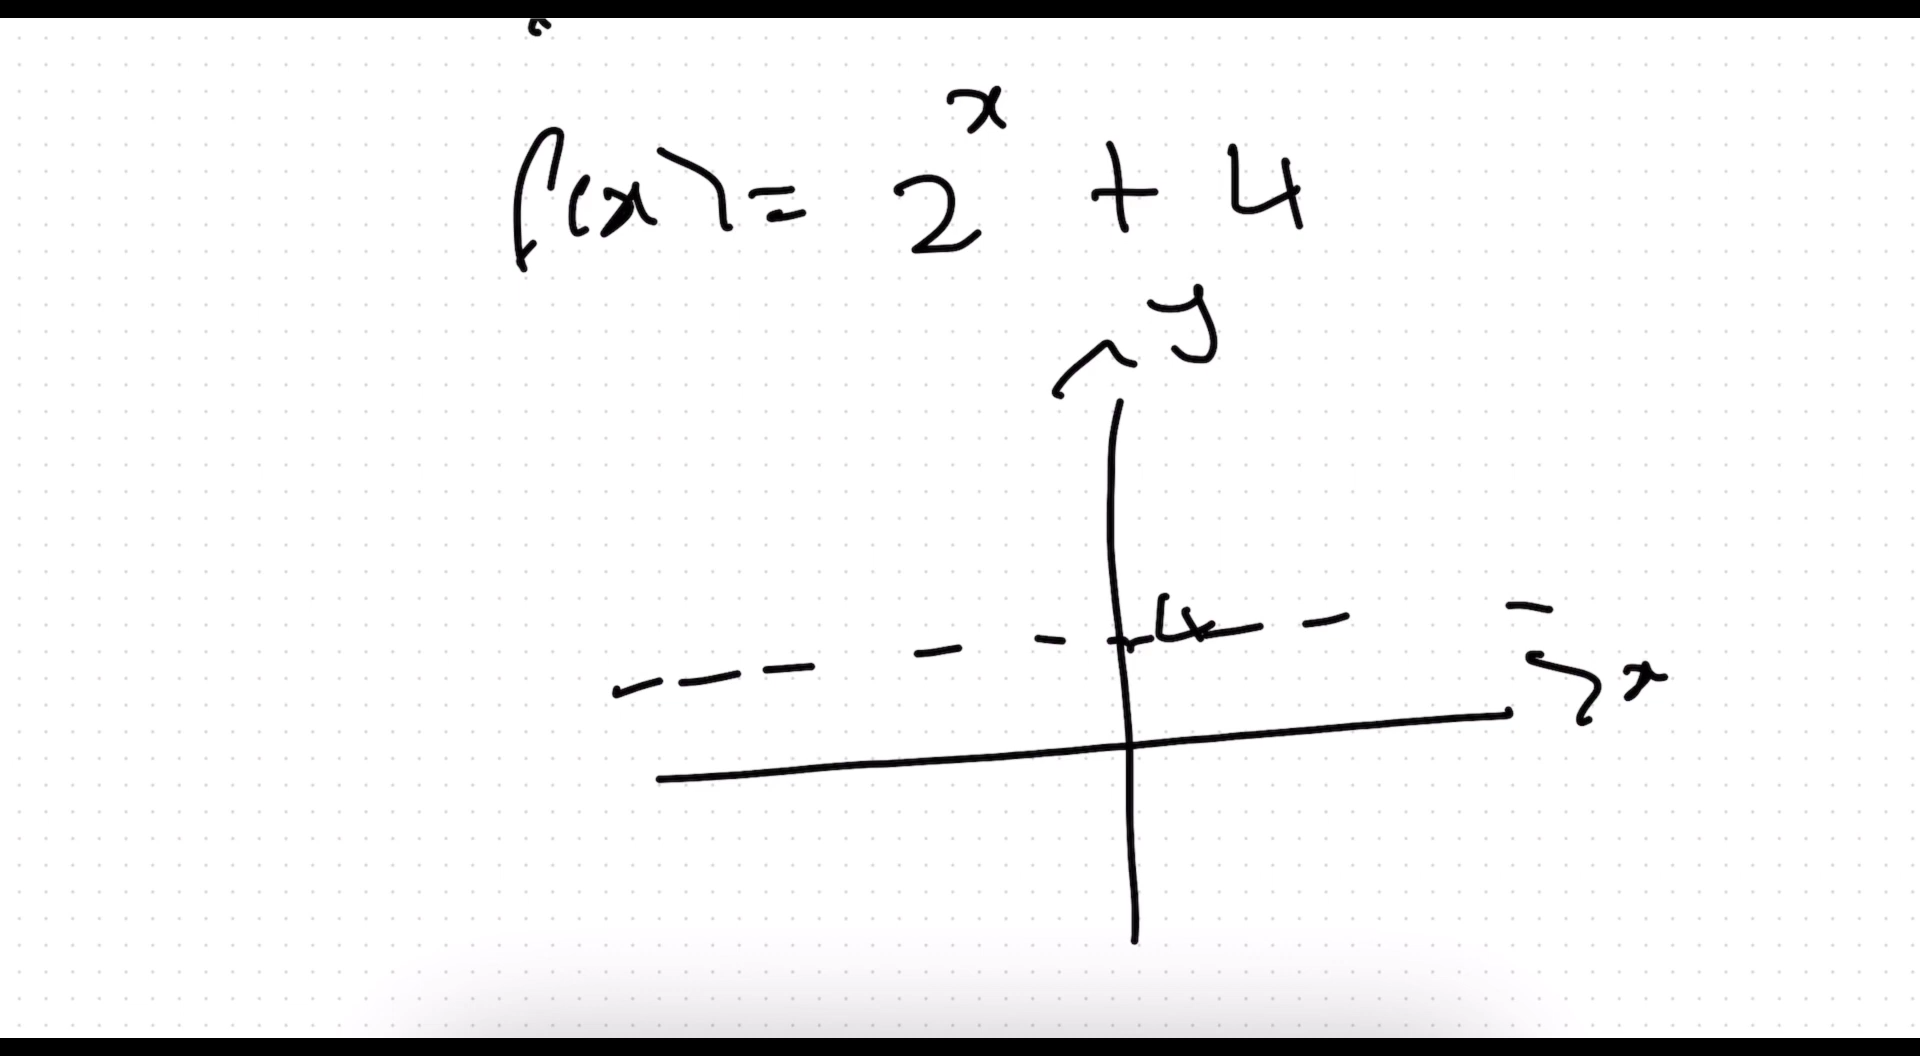 f(x) = 2^x + 4
y
4
x